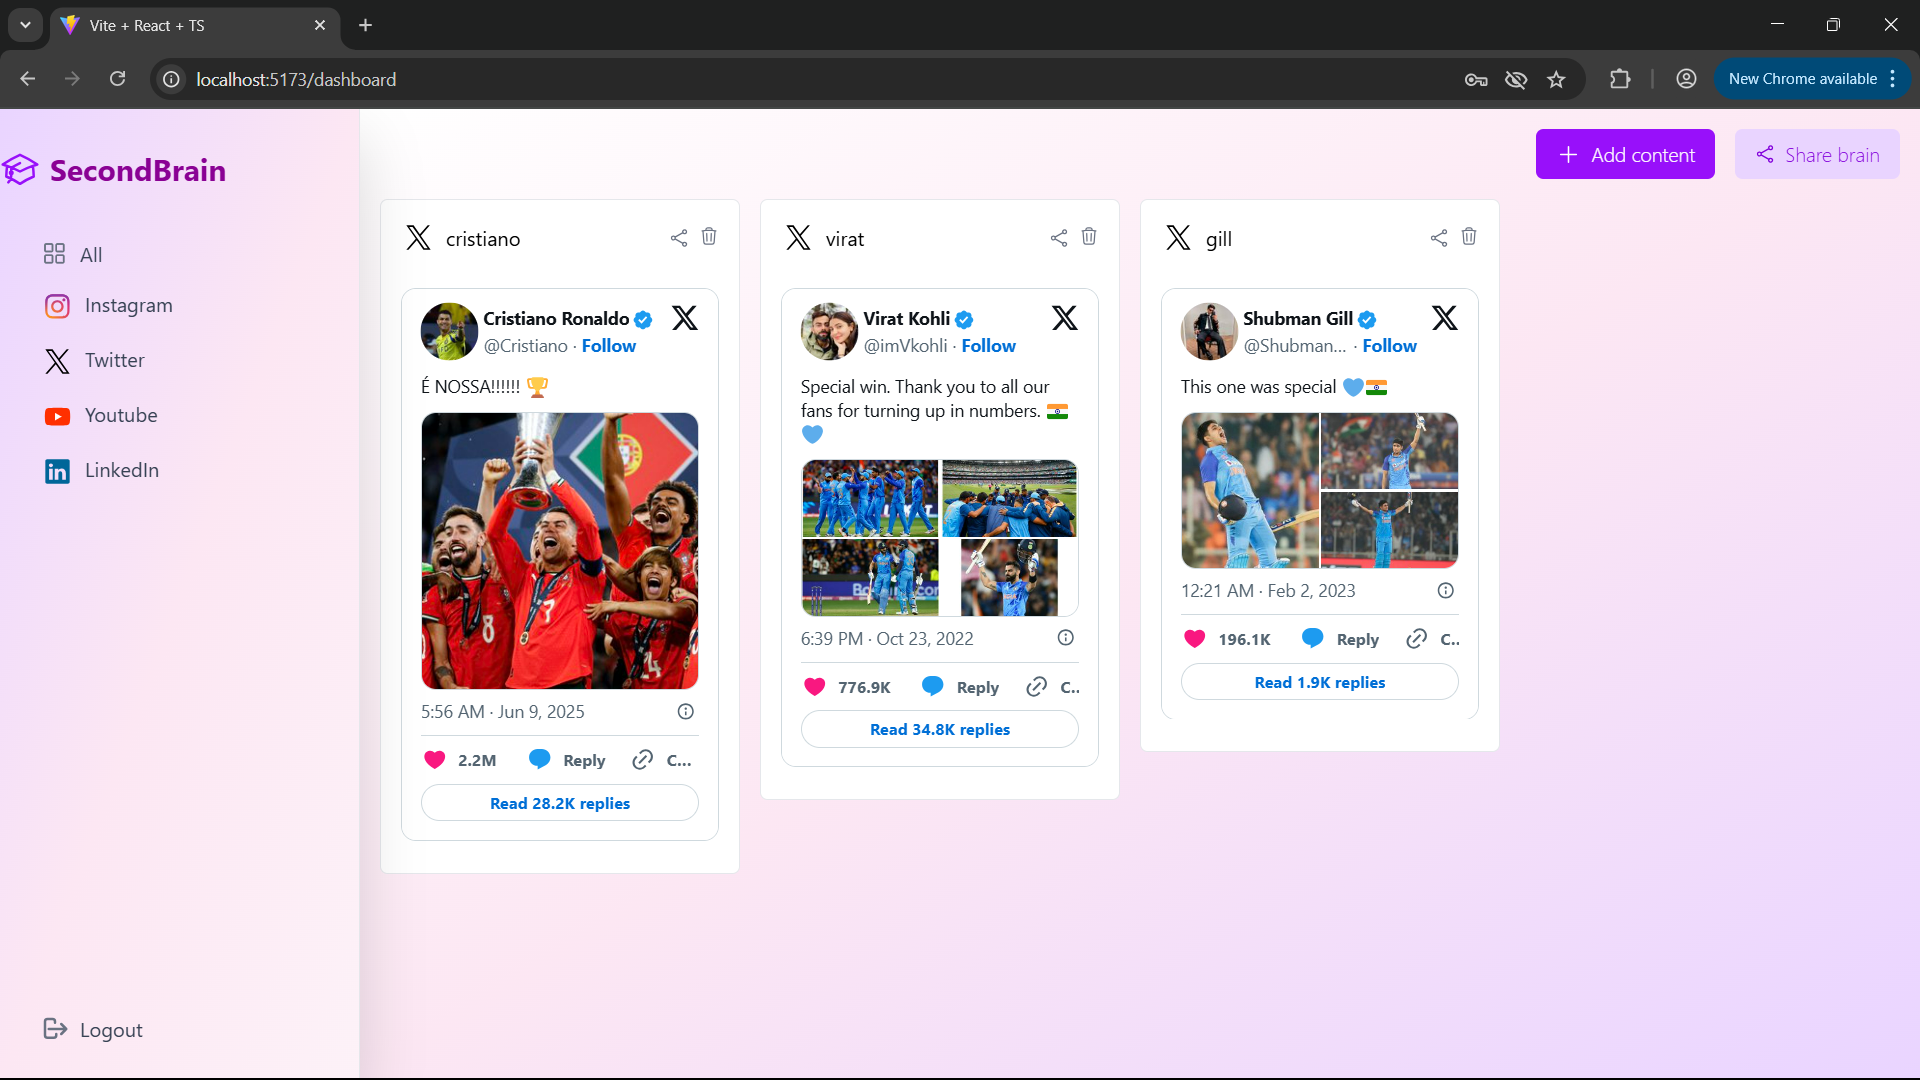 Vite + React + TS
localhost:5173/dashboard
New Chrome available
SecondBrain
All
Instagram
Twitter
Youtube
LinkedIn
Logout
Add content
Share brain
cristiano
Cristiano Ronaldo
@Cristiano · Follow
É NOSSA!!!!!! 🏆
5:56 AM · Jun 9, 2025
2.2M Reply C...
Read 28.2K replies
virat
Virat Kohli
@imVkohli · Follow
Special win. Thank you to all our
fans for turning up in numbers. 🇮🇳
💙
6:39 PM · Oct 23, 2022
776.9K Reply C..
Read 34.8K replies
gill
Shubman Gill
@Shubman... · Follow
This one was special 💙🇮🇳
12:21 AM · Feb 2, 2023
196.1K Reply C..
Read 1.9K replies